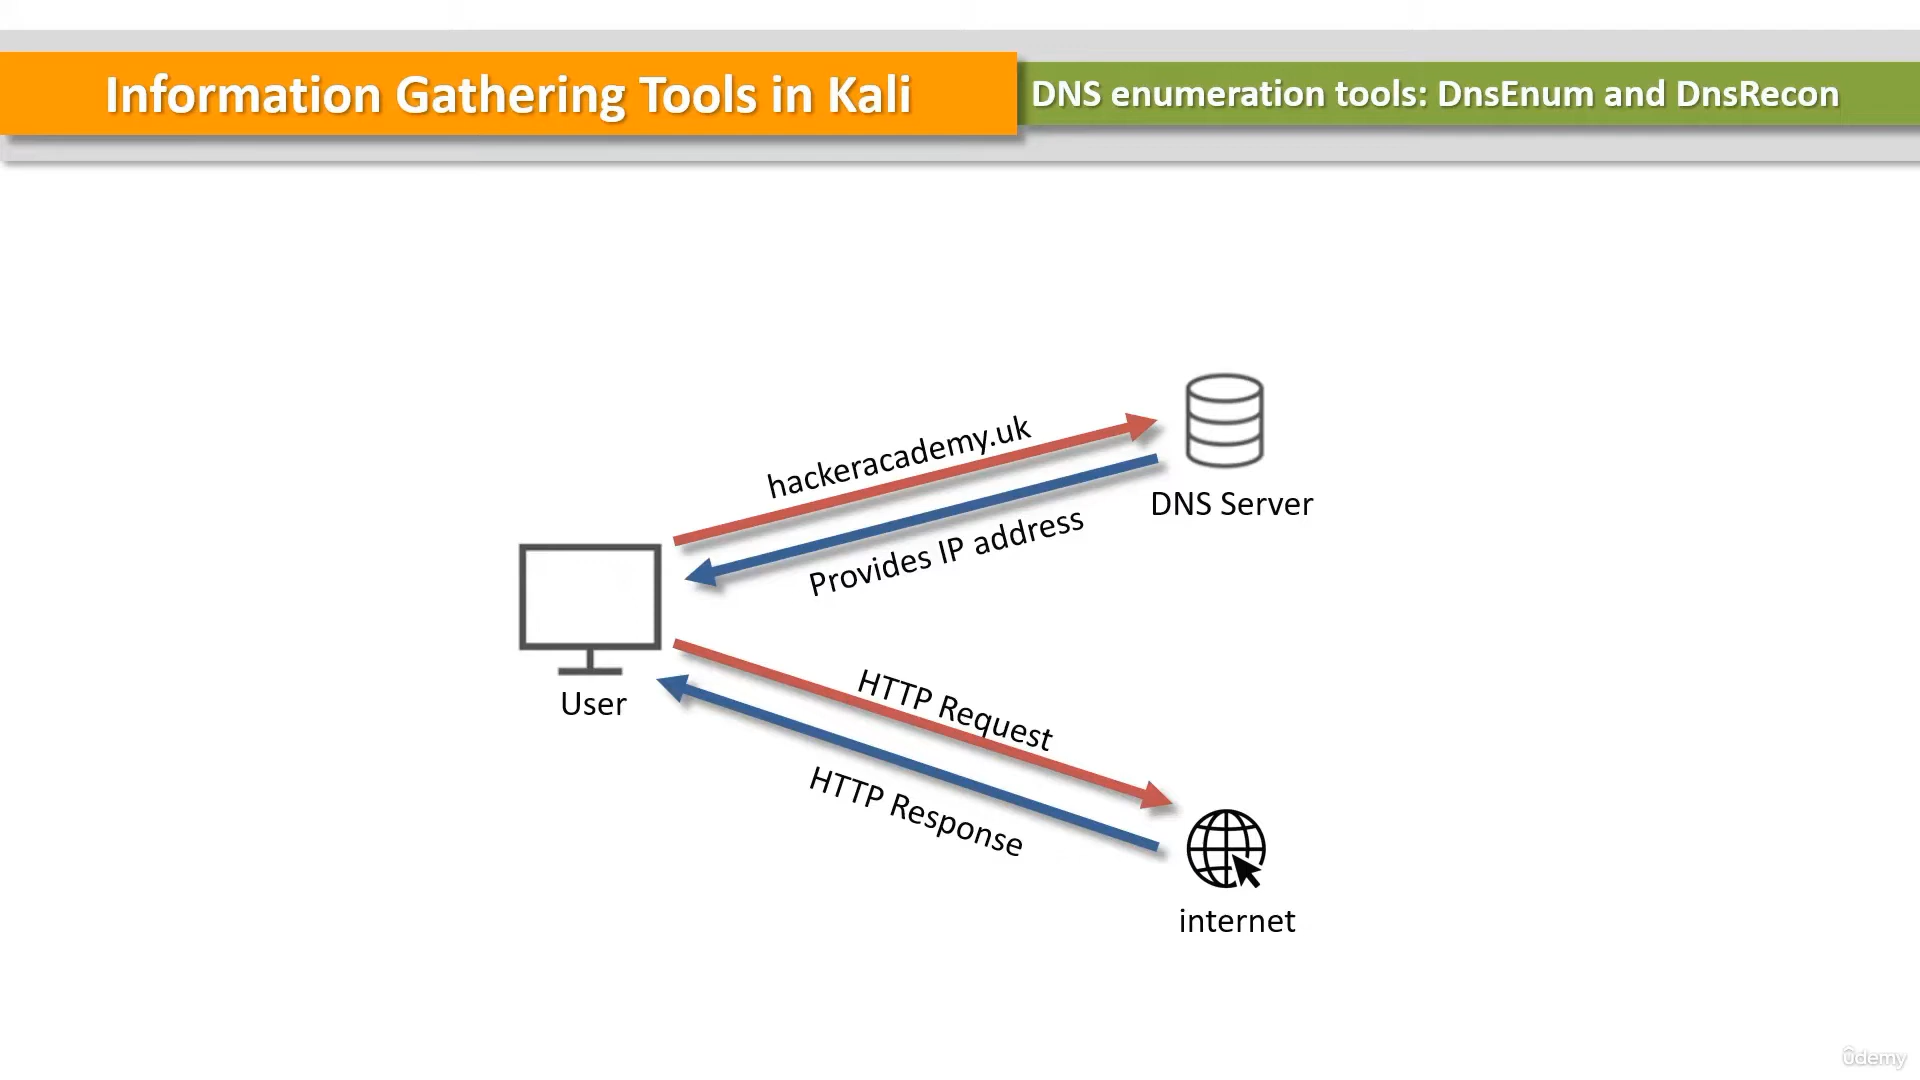 Information Gathering Tools in Kali
DNS enumeration tools: DnsEnum and DnsRecon
hackeracademy.uk
DNS Server
Provides IP address
User
HTTP Request
HTTP Response
internet
ûdemy